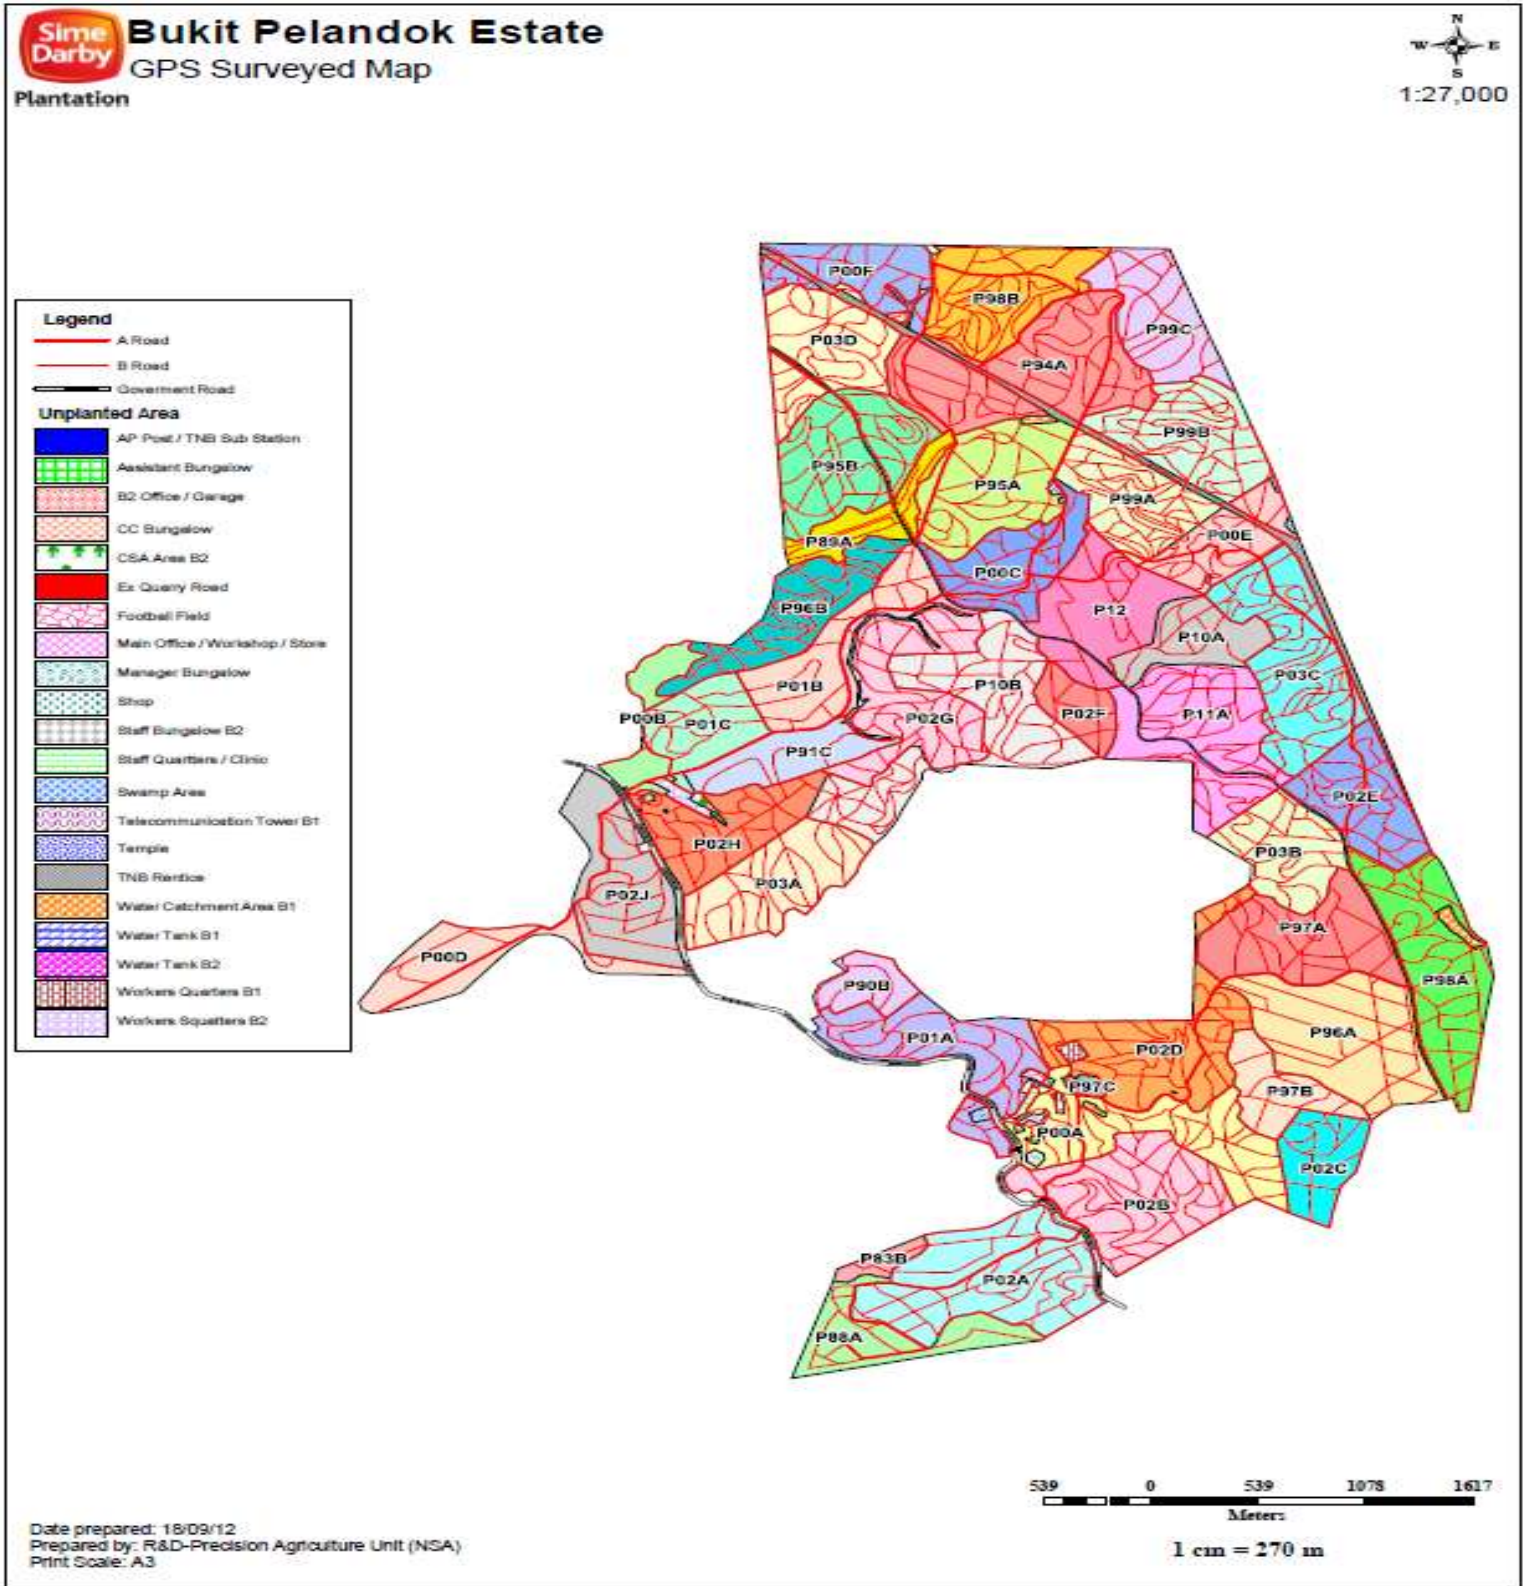 Sime
Darby
Plantation
Bukit Pelandok Estate
GPS Surveyed Map
N
W E
S
1:27,000
Legend
A Road
B Road
Goverment Road
Unplanted Area
AP Post / TNB Sub Station
Assistant Bungalow
B2 Office / Garage
CC Bungalow
CSA Area B2
Ex Quarry Road
Football Field
Main Office / Workshop / Store
Manager Bungalow
Shop
Staff Bungalow B2
Staff Quartters / Clinic
Swamp Area
Telecommunication Tower B1
Temple
TNB Rentice
Water Catchment Area B1
Water Tank B1
Water Tank B2
Workers Quarters B1
Workers Squatters B2
P00F
P98B
P99C
P03D
P94A
P99B
P95B
P95A
P99A
P00E
P89A
P00C
P96B
P12
P10A
P03C
P01B
P10B
P02F
P11A
P00B
P01C
P02G
P91C
P02E
P02H
P03B
P03A
P02J
P97A
P00D
P90B
P98A
P01A
P02D
P96A
P97C
P97B
P00A
P02C
P02B
P83B
P02A
P88A
539 0 539 1078 1617
Meters
1 cm = 270 m
Date prepared: 18/09/12
Prepared by: R&D-Precision Agriculture Unit (NSA)
Print Scale: A3